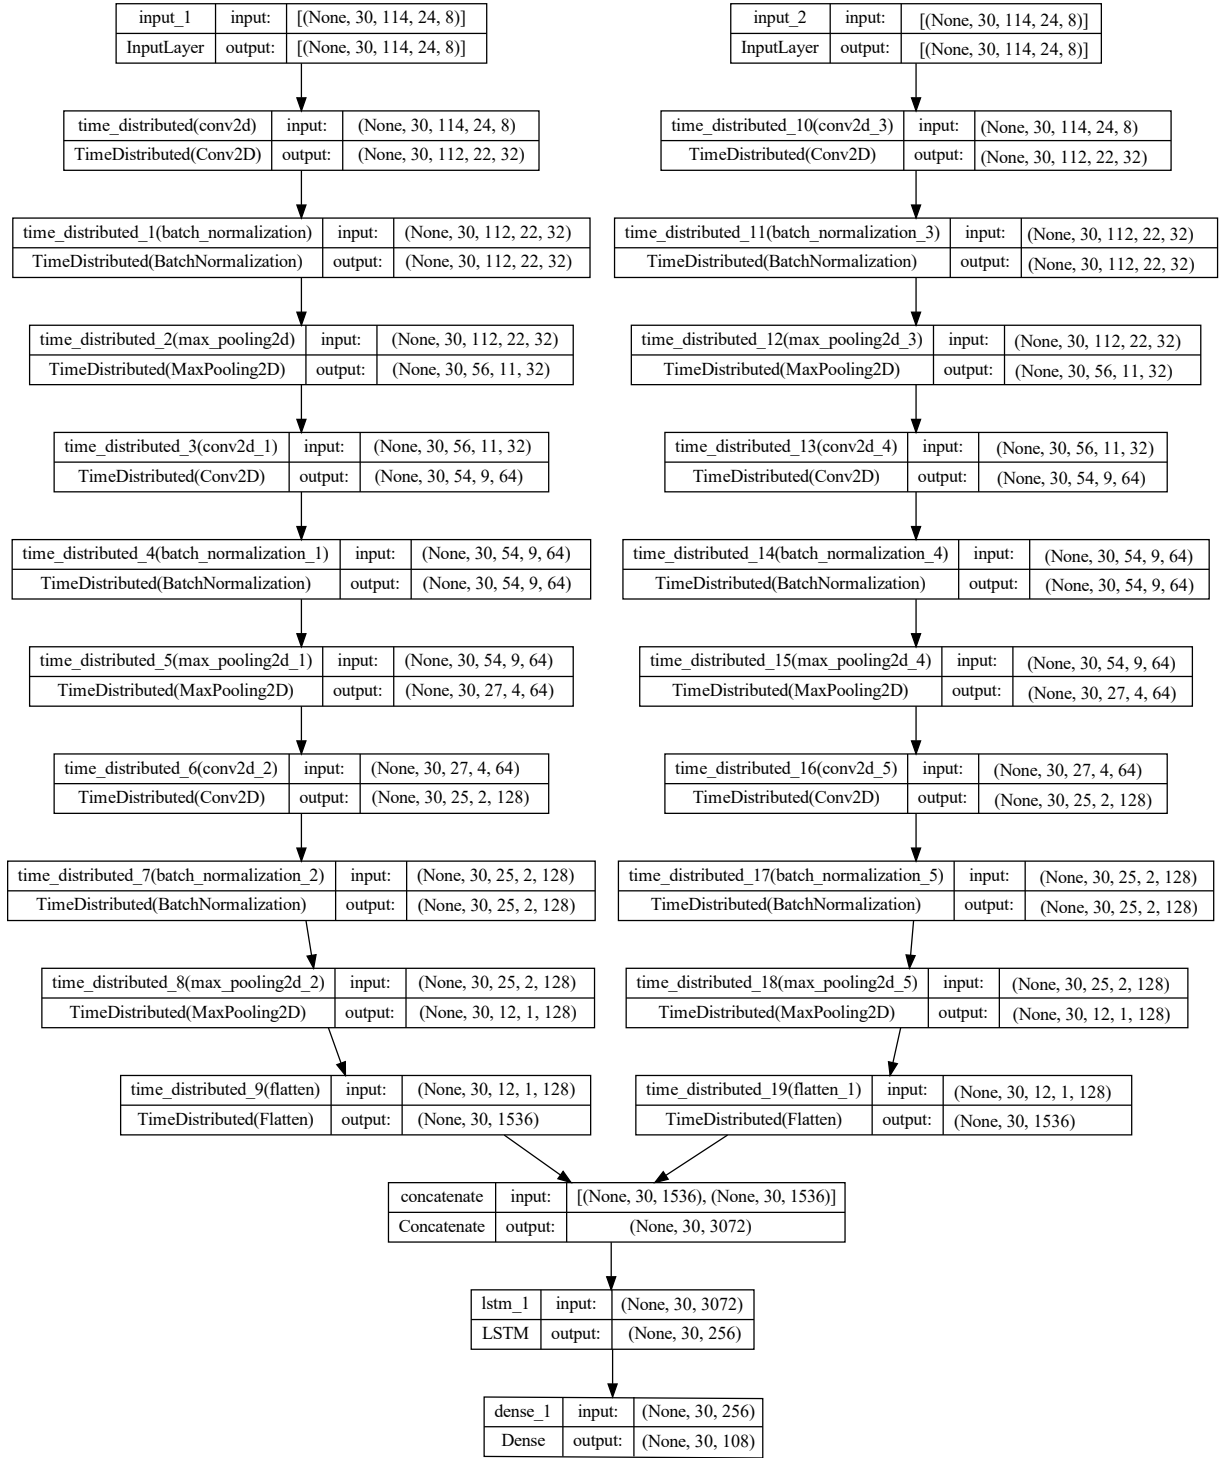 input_1 input: [(None, 30, 114, 24, 8)]
InputLayer output: [(None, 30, 114, 24, 8)]
input_2 input: [(None, 30, 114, 24, 8)]
InputLayer output: [(None, 30, 114, 24, 8)]
time_distributed(conv2d) input: (None, 30, 114, 24, 8)
TimeDistributed(Conv2D) output: (None, 30, 112, 22, 32)
time_distributed_10(conv2d_3) input: (None, 30, 114, 24, 8)
TimeDistributed(Conv2D) output: (None, 30, 112, 22, 32)
time_distributed_1(batch_normalization) input: (None, 30, 112, 22, 32)
TimeDistributed(BatchNormalization) output: (None, 30, 112, 22, 32)
time_distributed_11(batch_normalization_3) input: (None, 30, 112, 22, 32)
TimeDistributed(BatchNormalization) output: (None, 30, 112, 22, 32)
time_distributed_2(max_pooling2d) input: (None, 30, 112, 22, 32)
TimeDistributed(MaxPooling2D) output: (None, 30, 56, 11, 32)
time_distributed_12(max_pooling2d_3) input: (None, 30, 112, 22, 32)
TimeDistributed(MaxPooling2D) output: (None, 30, 56, 11, 32)
time_distributed_3(conv2d_1) input: (None, 30, 56, 11, 32)
TimeDistributed(Conv2D) output: (None, 30, 54, 9, 64)
time_distributed_13(conv2d_4) input: (None, 30, 56, 11, 32)
TimeDistributed(Conv2D) output: (None, 30, 54, 9, 64)
time_distributed_4(batch_normalization_1) input: (None, 30, 54, 9, 64)
TimeDistributed(BatchNormalization) output: (None, 30, 54, 9, 64)
time_distributed_14(batch_normalization_4) input: (None, 30, 54, 9, 64)
TimeDistributed(BatchNormalization) output: (None, 30, 54, 9, 64)
time_distributed_5(max_pooling2d_1) input: (None, 30, 54, 9, 64)
TimeDistributed(MaxPooling2D) output: (None, 30, 27, 4, 64)
time_distributed_15(max_pooling2d_4) input: (None, 30, 54, 9, 64)
TimeDistributed(MaxPooling2D) output: (None, 30, 27, 4, 64)
time_distributed_6(conv2d_2) input: (None, 30, 27, 4, 64)
TimeDistributed(Conv2D) output: (None, 30, 25, 2, 128)
time_distributed_16(conv2d_5) input: (None, 30, 27, 4, 64)
TimeDistributed(Conv2D) output: (None, 30, 25, 2, 128)
time_distributed_7(batch_normalization_2) input: (None, 30, 25, 2, 128)
TimeDistributed(BatchNormalization) output: (None, 30, 25, 2, 128)
time_distributed_17(batch_normalization_5) input: (None, 30, 25, 2, 128)
TimeDistributed(BatchNormalization) output: (None, 30, 25, 2, 128)
time_distributed_8(max_pooling2d_2) input: (None, 30, 25, 2, 128)
TimeDistributed(MaxPooling2D) output: (None, 30, 12, 1, 128)
time_distributed_18(max_pooling2d_5) input: (None, 30, 25, 2, 128)
TimeDistributed(MaxPooling2D) output: (None, 30, 12, 1, 128)
time_distributed_9(flatten) input: (None, 30, 12, 1, 128)
TimeDistributed(Flatten) output: (None, 30, 1536)
time_distributed_19(flatten_1) input: (None, 30, 12, 1, 128)
TimeDistributed(Flatten) output: (None, 30, 1536)
concatenate input: [(None, 30, 1536), (None, 30, 1536)]
Concatenate output: (None, 30, 3072)
lstm_1 input: (None, 30, 3072)
LSTM output: (None, 30, 256)
dense_1 input: (None, 30, 256)
Dense output: (None, 30, 108)